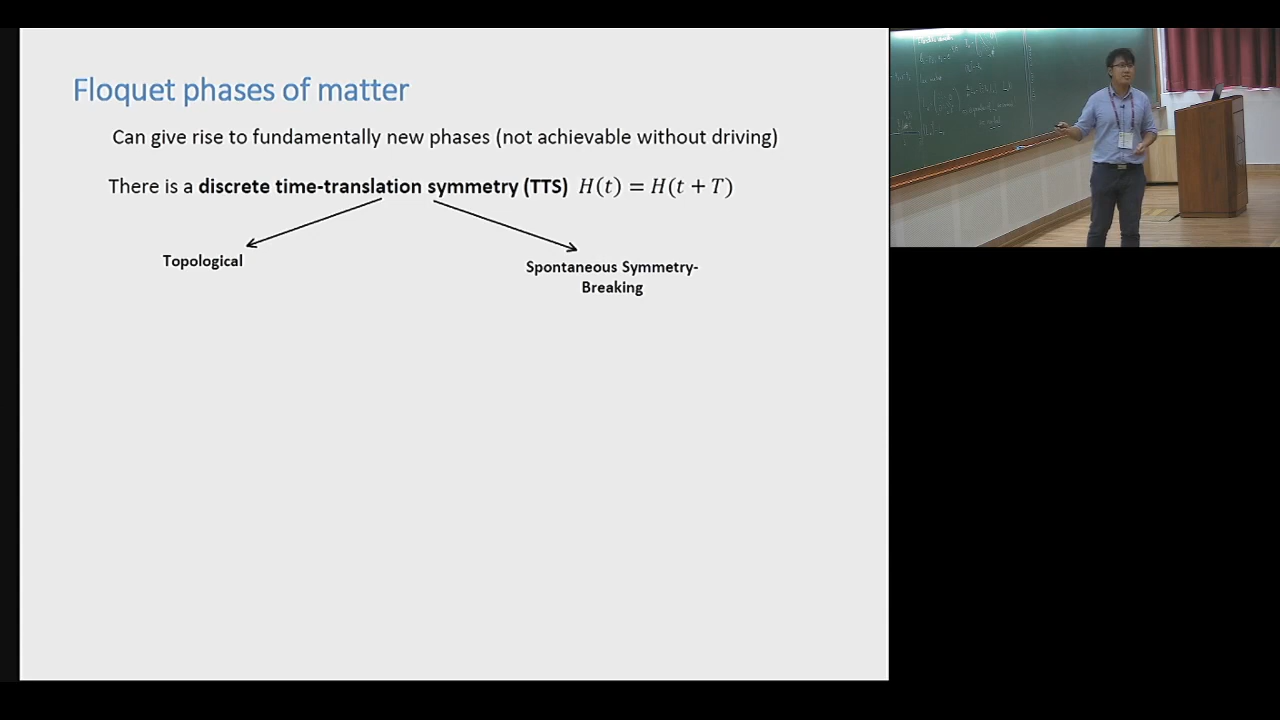 Floquet phases of matter
Can give rise to fundamentally new phases (not achievable without driving)
There is a discrete time-translation symmetry (TTS) H(t) = H(t + T)
Topological
Spontaneous Symmetry-
Breaking